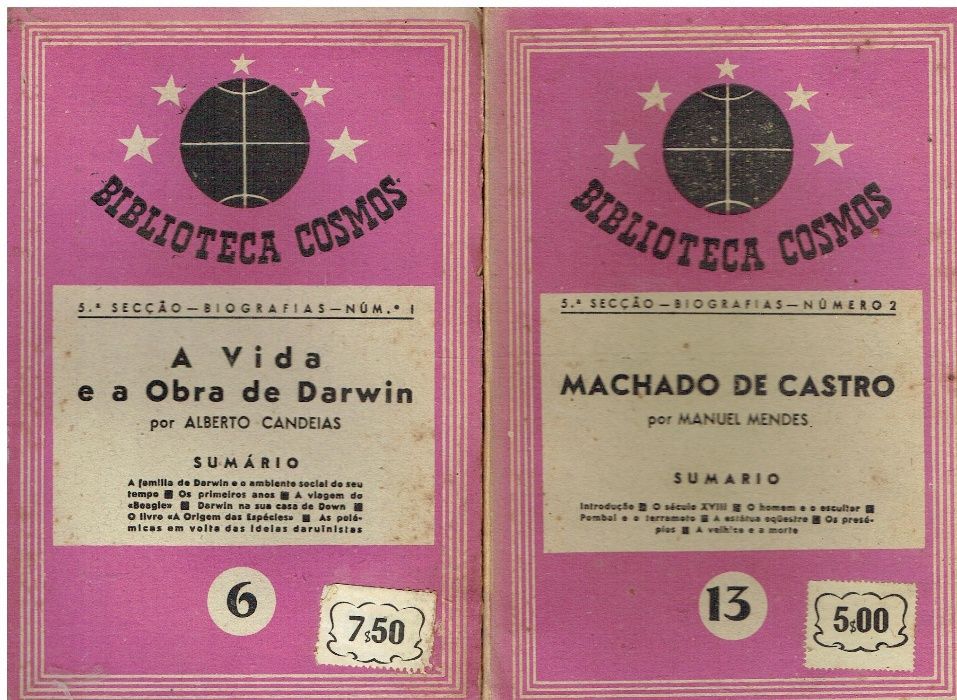 BIBLIOTECA COSMOS
5.ª SECÇÃO — BIOGRAFIAS — NÚM.º 1
A Vida
e a Obra de Darwin
por ALBERTO CANDEIAS
SUMÁRIO
A família de Darwin e o ambiente social do seu
tempo ■ Os primeiros anos ■ A viagem do
«Beagle» ■ Darwin na sua casa de Down ■
O livro «A Origem das Espécies» ■ As polé-
micas em volta das ideias darwinistas
6
7$50
BIBLIOTECA COSMOS
5.ª SECÇÃO — BIOGRAFIAS — NÚMERO 2
MACHADO DE CASTRO
por MANUEL MENDES
SUMARIO
Introdução ■ O século XVIII ■ O homem e o escultor ■
Pombal e o terramoto ■ A estátua eqüestre ■ Os presé-
pios ■ A velhice e a morte
13
5$00